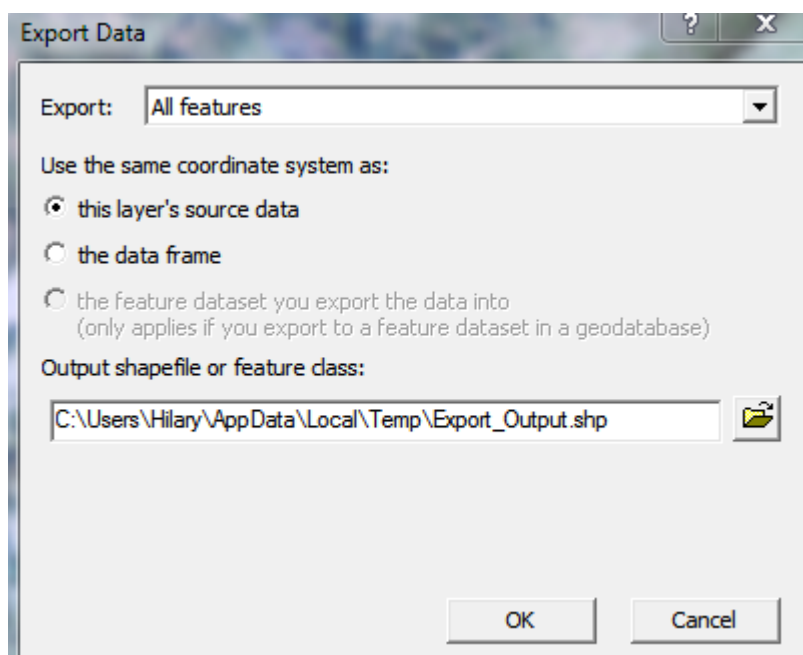 Export Data
? X
Export: All features
Use the same coordinate system as:
this layer's source data
the data frame
the feature dataset you export the data into
(only applies if you export to a feature dataset in a geodatabase)
Output shapefile or feature class:
C:\Users\Hilary\AppData\Local\Temp\Export_Output.shp
OK Cancel